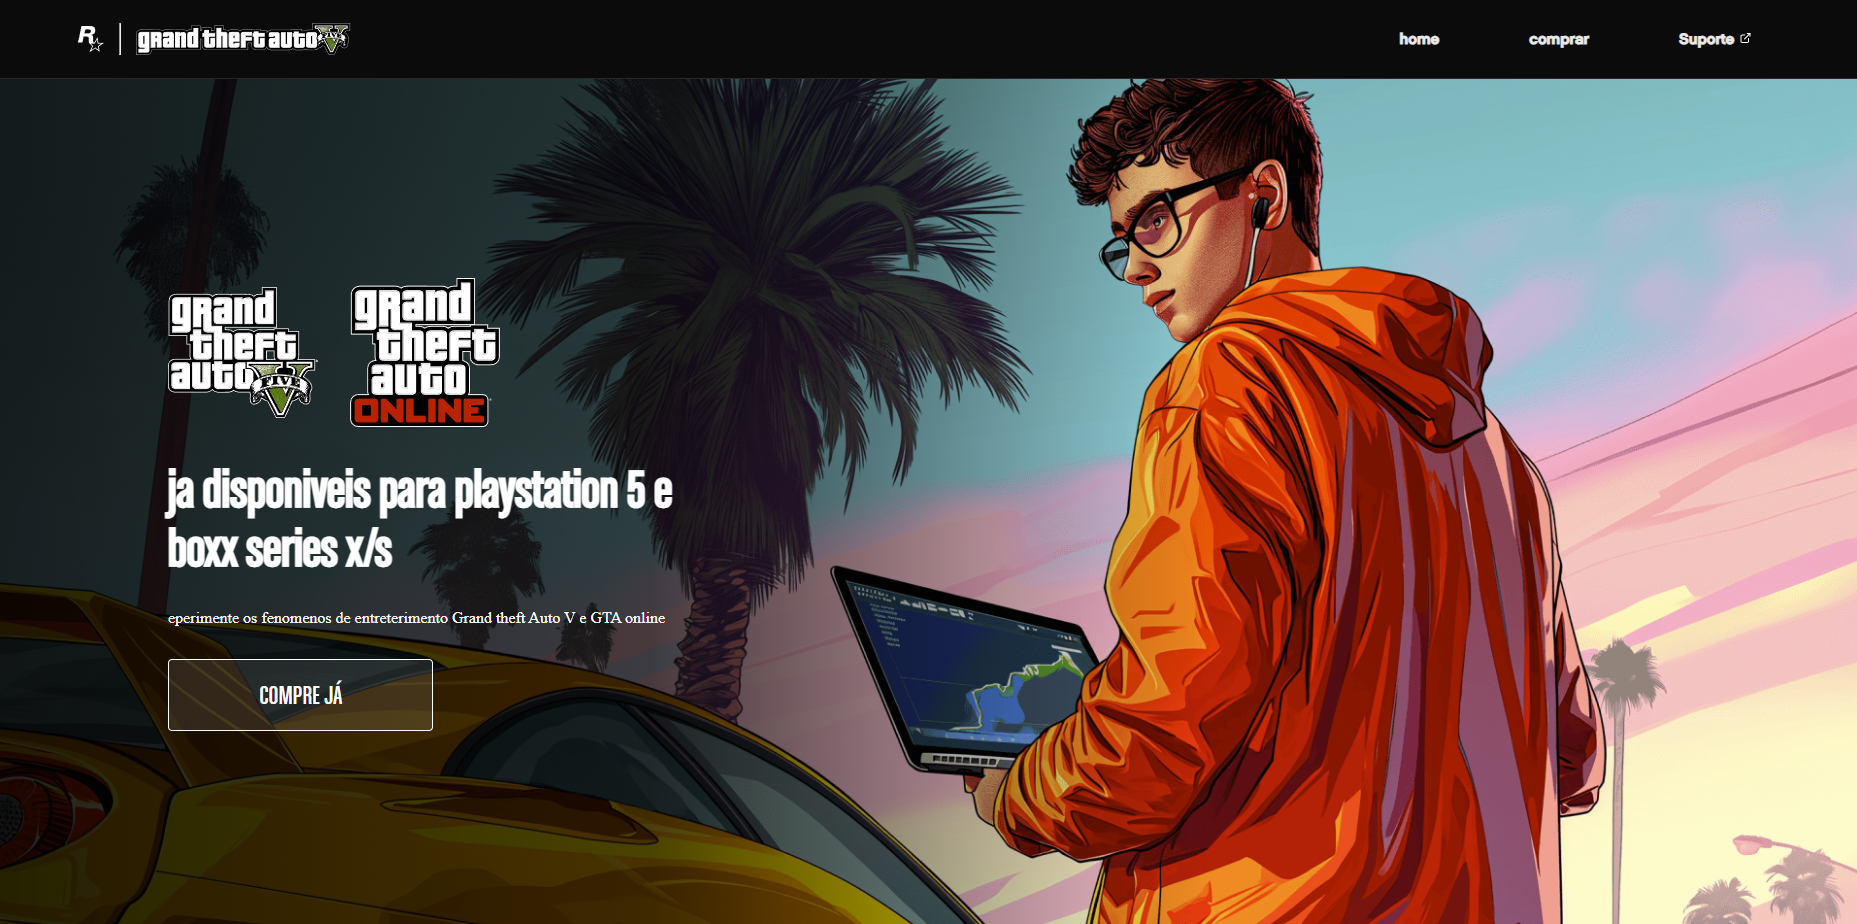 R
grand theft auto V
FIVE
home
comprar
Suporte
grand
theft
auto V
FIVE
grand
theft
auto
ONLINE
ja disponiveis para playstation 5 e
boxx series x/s
eperimente os fenomenos de entreterimento Grand theft Auto V e GTA online
COMPRE JÁ